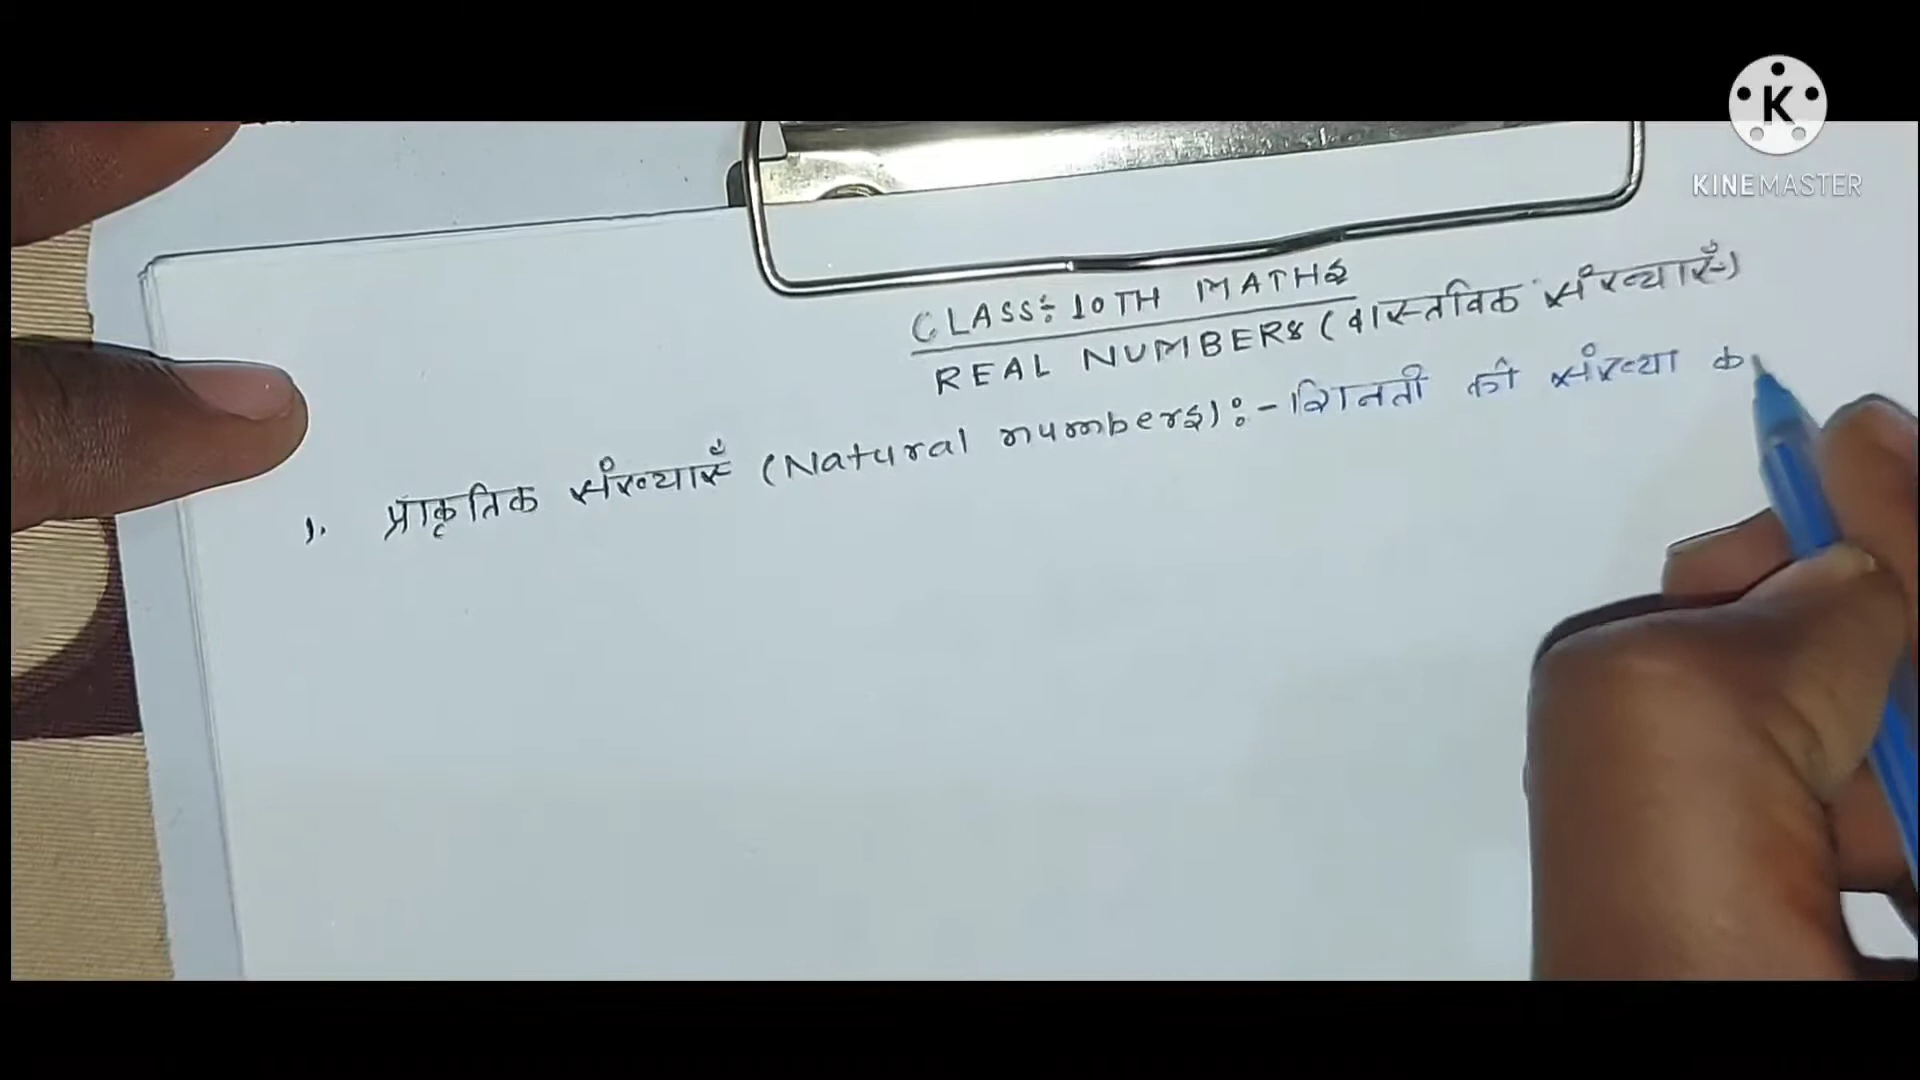 KINEMASTER
CLASS:- 10TH MATHS
REAL NUMBERS (वास्तविक संख्याएँ:-)
1. प्राकृतिक संख्याएँ (Natural numbers):- गिनती की संख्या क